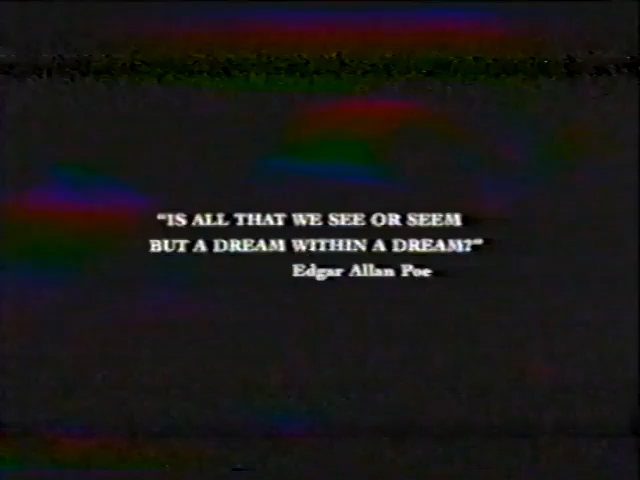 "IS ALL THAT WE SEE OR SEEM
BUT A DREAM WITHIN A DREAM?"
Edgar Allan Poe